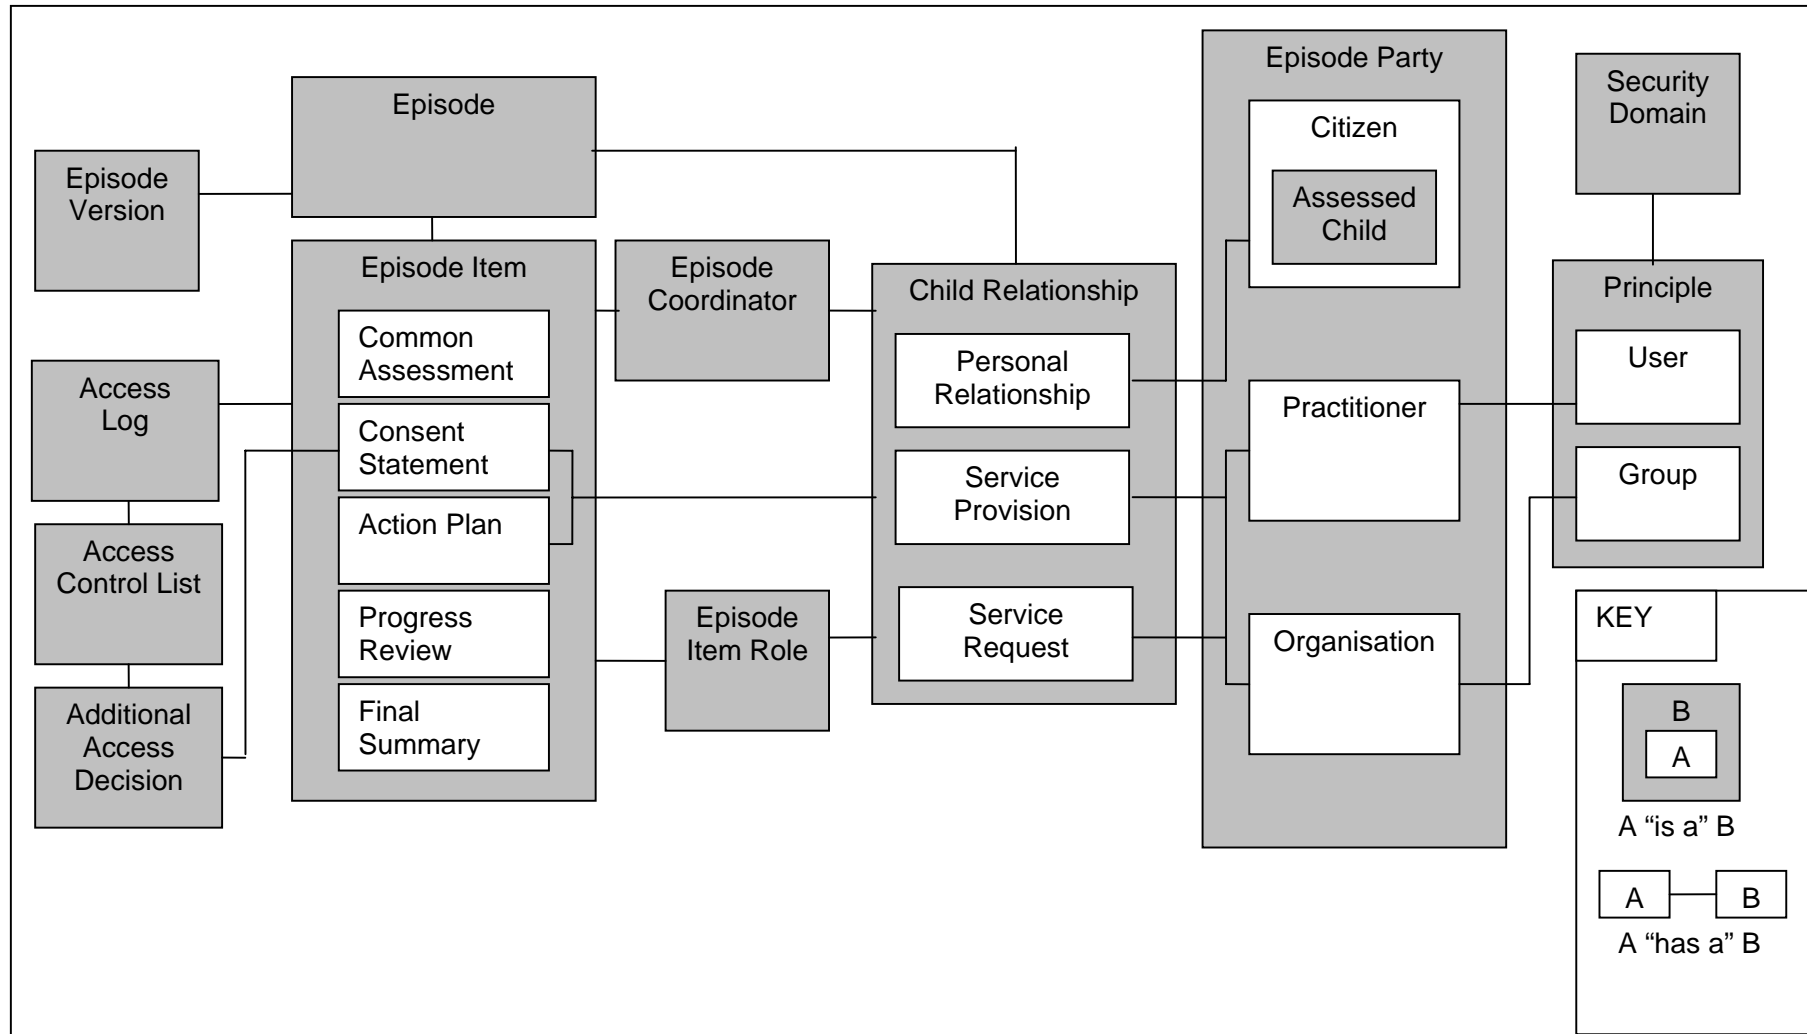 Episode
Episode
Version
Episode Item
Common
Assessment
Consent
Statement
Action Plan
Progress
Review
Final
Summary
Access
Log
Access
Control List
Additional
Access
Decision
Episode
Coordinator
Episode
Item Role
Child Relationship
Personal
Relationship
Service
Provision
Service
Request
Episode Party
Citizen
Assessed
Child
Practitioner
Organisation
Security
Domain
Principle
User
Group
KEY
B
A
A “is a” B
A
B
A “has a” B